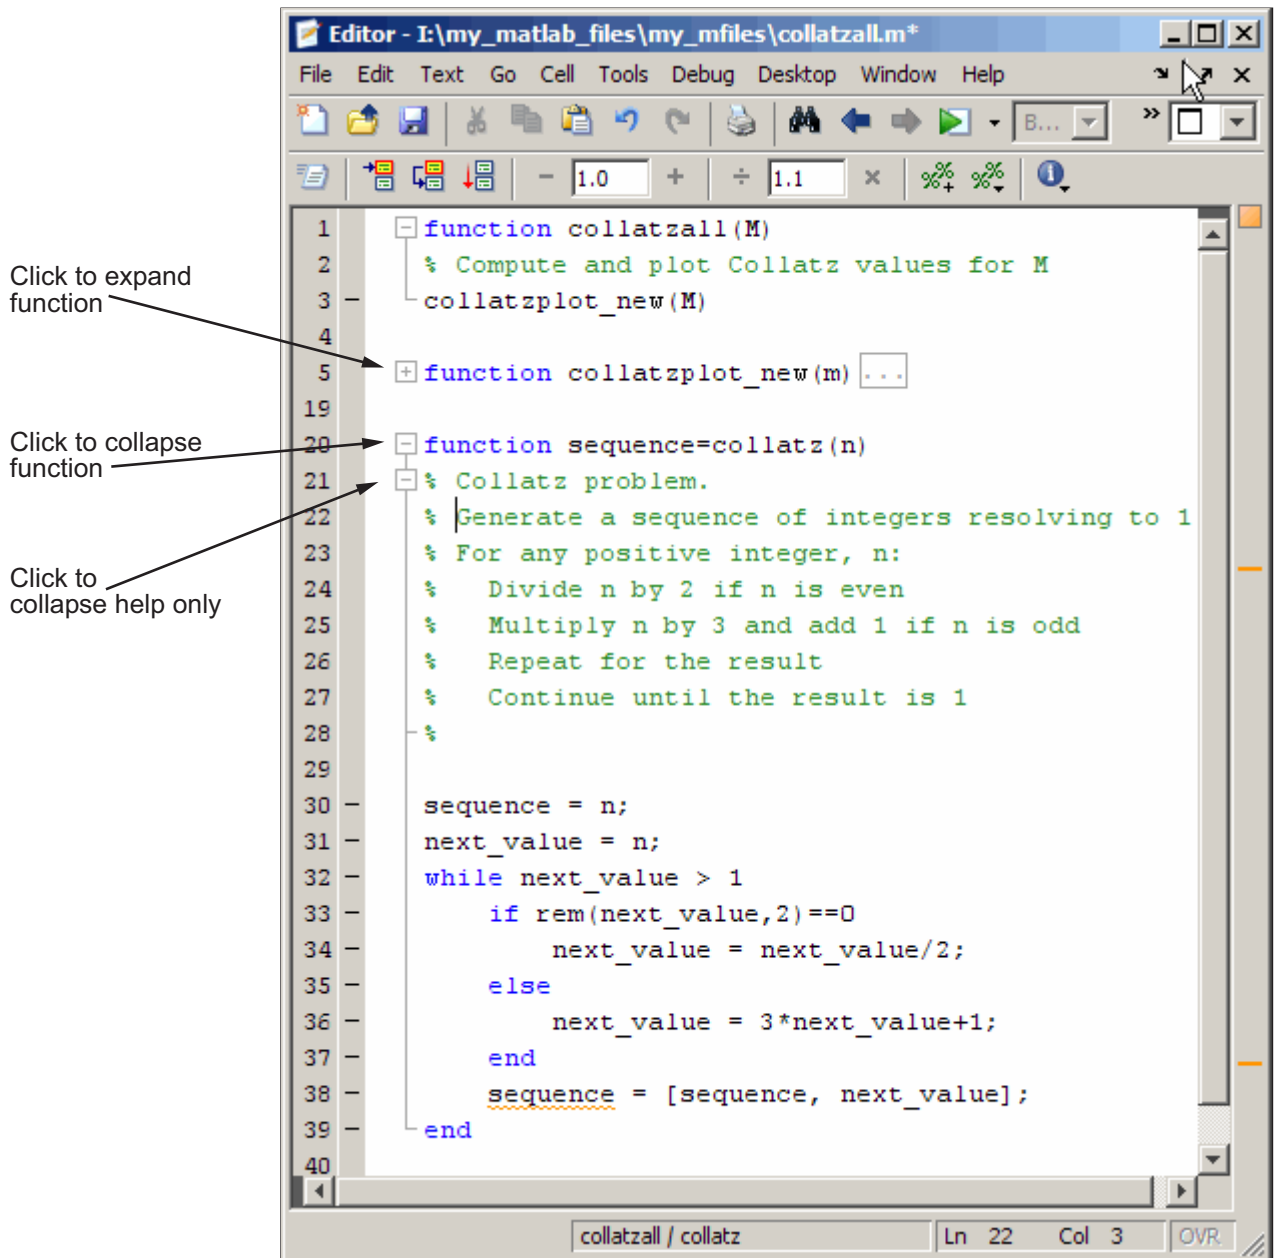 Editor - I:\my_matlab_files\my_mfiles\collatzall.m*
File Edit Text Go Cell Tools Debug Desktop Window Help
B...
1.0 1.1
1 function collatzall(M)
2 % Compute and plot Collatz values for M
3 collatzplot_new(M)
4
5 function collatzplot_new(m) ...
19
20 function sequence=collatz(n)
21 % Collatz problem.
22 % Generate a sequence of integers resolving to 1
23 % For any positive integer, n:
24 %   Divide n by 2 if n is even
25 %   Multiply n by 3 and add 1 if n is odd
26 %   Repeat for the result
27 %   Continue until the result is 1
28 %
29
30 sequence = n;
31 next_value = n;
32 while next_value > 1
33     if rem(next_value,2)==0
34         next_value = next_value/2;
35     else
36         next_value = 3*next_value+1;
37     end
38     sequence = [sequence, next_value];
39 end
40
collatzall / collatz Ln 22 Col 3 OVR
Click to expand
function
Click to collapse
function
Click to
collapse help only